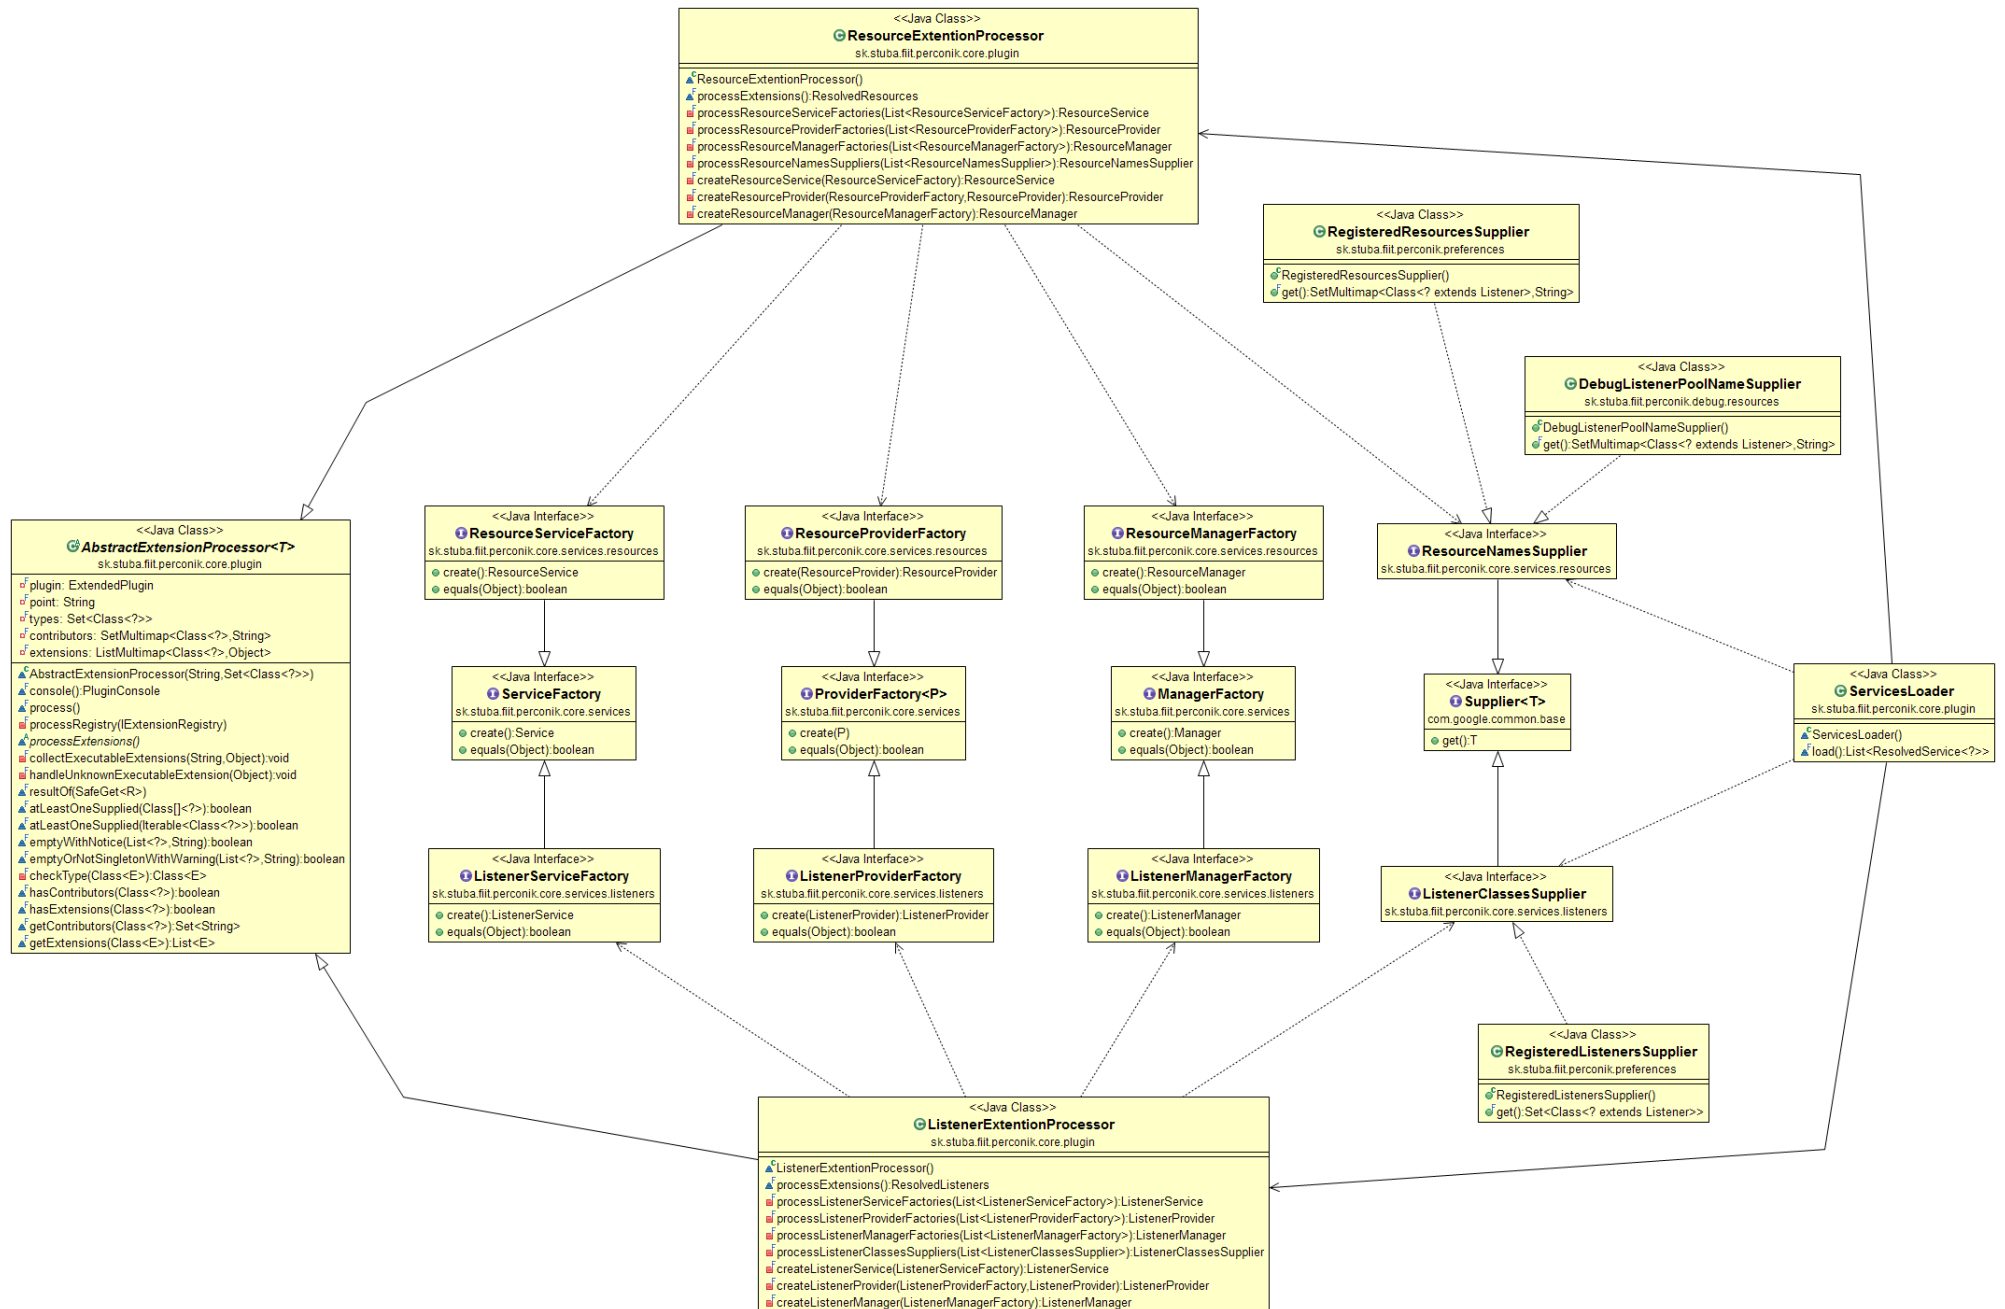 <<Java Class>>
ResourceExtentionProcessor
sk.stuba.fiit.perconik.core.plugin
ResourceExtentionProcessor()
processExtensions():ResolvedResources
processResourceServiceFactories(List<ResourceServiceFactory>):ResourceService
processResourceProviderFactories(List<ResourceProviderFactory>):ResourceProvider
processResourceManagerFactories(List<ResourceManagerFactory>):ResourceManager
processResourceNamesSuppliers(List<ResourceNamesSupplier>):ResourceNamesSupplier
createResourceService(ResourceServiceFactory):ResourceService
createResourceProvider(ResourceProviderFactory,ResourceProvider):ResourceProvider
createResourceManager(ResourceManagerFactory):ResourceManager
<<Java Class>>
RegisteredResourcesSupplier
sk.stuba.fiit.perconik.preferences
RegisteredResourcesSupplier()
get():SetMultimap<Class<? extends Listener>,String>
<<Java Class>>
DebugListenerPoolNameSupplier
sk.stuba.fiit.perconik.debug.resources
DebugListenerPoolNameSupplier()
get():SetMultimap<Class<? extends Listener>,String>
<<Java Class>>
AbstractExtensionProcessor<T>
sk.stuba.fiit.perconik.core.plugin
plugin: ExtendedPlugin
point: String
types: Set<Class<?>>
contributors: SetMultimap<Class<?>,String>
extensions: ListMultimap<Class<?>,Object>
AbstractExtensionProcessor(String,Set<Class<?>>)
console():PluginConsole
process()
processRegistry(IExtensionRegistry)
processExtensions()
collectExecutableExtensions(String,Object):void
handleUnknownExecutableExtension(Object):void
resultOf(SafeGet<R>)
atLeastOneSupplied(Class[]<?>):boolean
atLeastOneSupplied(Iterable<Class<?>>):boolean
emptyWithNotice(List<?>,String):boolean
emptyOrNotSingletonWithWarning(List<?>,String):boolean
checkType(Class<E>):Class<E>
hasContributors(Class<?>):boolean
hasExtensions(Class<?>):boolean
getContributors(Class<?>):Set<String>
getExtensions(Class<E>):List<E>
<<Java Interface>>
ResourceServiceFactory
sk.stuba.fiit.perconik.core.services.resources
create():ResourceService
equals(Object):boolean
<<Java Interface>>
ResourceProviderFactory
sk.stuba.fiit.perconik.core.services.resources
create(ResourceProvider):ResourceProvider
equals(Object):boolean
<<Java Interface>>
ResourceManagerFactory
sk.stuba.fiit.perconik.core.services.resources
create():ResourceManager
equals(Object):boolean
<<Java Interface>>
ResourceNamesSupplier
sk.stuba.fiit.perconik.core.services.resources
<<Java Interface>>
ServiceFactory
sk.stuba.fiit.perconik.core.services
create():Service
equals(Object):boolean
<<Java Interface>>
ProviderFactory<P>
sk.stuba.fiit.perconik.core.services
create(P)
equals(Object):boolean
<<Java Interface>>
ManagerFactory
sk.stuba.fiit.perconik.core.services
create():Manager
equals(Object):boolean
<<Java Interface>>
Supplier<T>
com.google.common.base
get():T
<<Java Class>>
ServicesLoader
sk.stuba.fiit.perconik.core.plugin
ServicesLoader()
load():List<ResolvedService<?>>
<<Java Interface>>
ListenerServiceFactory
sk.stuba.fiit.perconik.core.services.listeners
create():ListenerService
equals(Object):boolean
<<Java Interface>>
ListenerProviderFactory
sk.stuba.fiit.perconik.core.services.listeners
create(ListenerProvider):ListenerProvider
equals(Object):boolean
<<Java Interface>>
ListenerManagerFactory
sk.stuba.fiit.perconik.core.services.listeners
create():ListenerManager
equals(Object):boolean
<<Java Interface>>
ListenerClassesSupplier
sk.stuba.fiit.perconik.core.services.listeners
<<Java Class>>
RegisteredListenersSupplier
sk.stuba.fiit.perconik.preferences
RegisteredListenersSupplier()
get():Set<Class<? extends Listener>>
<<Java Class>>
ListenerExtentionProcessor
sk.stuba.fiit.perconik.core.plugin
ListenerExtentionProcessor()
processExtensions():ResolvedListeners
processListenerServiceFactories(List<ListenerServiceFactory>):ListenerService
processListenerProviderFactories(List<ListenerProviderFactory>):ListenerProvider
processListenerManagerFactories(List<ListenerManagerFactory>):ListenerManager
processListenerClassesSuppliers(List<ListenerClassesSupplier>):ListenerClassesSupplier
createListenerService(ListenerServiceFactory):ListenerService
createListenerProvider(ListenerProviderFactory,ListenerProvider):ListenerProvider
createListenerManager(ListenerManagerFactory):ListenerManager